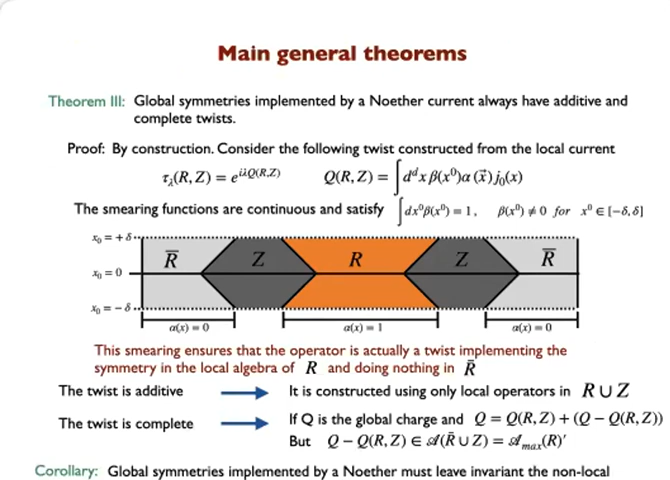 Main general theorems
Theorem III: Global symmetries implemented by a Noether current always have additive and
complete twists.
Proof: By construction. Consider the following twist constructed from the local current
τ_λ(R, Z) = e^{iλQ(R,Z)} Q(R, Z) = ∫ d^d x β(x^0)α(x⃗)j_0(x)
The smearing functions are continuous and satisfy ∫ dx^0 β(x^0) = 1, β(x^0) ≠ 0 for x^0 ∈ [−δ, δ]
x_0 = +δ
x_0 = 0
x_0 = −δ
R̅ Z R Z R̅
α(x) = 0 α(x) = 1 α(x) = 0
This smearing ensures that the operator is actually a twist implementing the
symmetry in the local algebra of R and doing nothing in R̅
The twist is additive It is constructed using only local operators in R ∪ Z
The twist is complete If Q is the global charge and Q = Q(R, Z) + (Q − Q(R, Z))
But Q − Q(R, Z) ∈ 𝒜(R̅ ∪ Z) = 𝒜_{max}(R)′
Corollary: Global symmetries implemented by a Noether must leave invariant the non-local